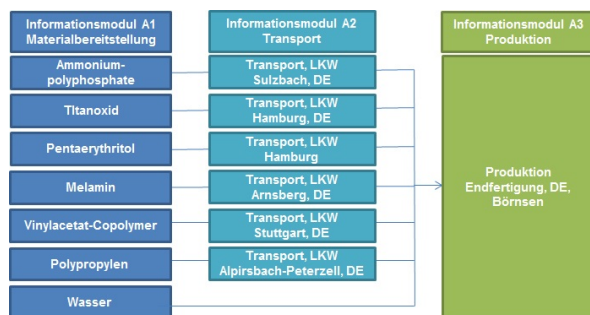 Informationsmodul A1
Materialbereitstellung
Informationsmodul A2
Transport
Informationsmodul A3
Produktion
Ammonium-
polyphosphate
Transport, LKW
Sulzbach, DE
TItanoxid
Transport, LKW
Hamburg, DE
Pentaerythritol
Transport, LKW
Hamburg
Melamin
Transport, LKW
Arnsberg, DE
Vinylacetat-Copolymer
Transport, LKW
Stuttgart, DE
Polypropylen
Transport, LKW
Alpirsbach-Peterzell, DE
Wasser
Produktion
Endfertigung, DE,
Börnsen